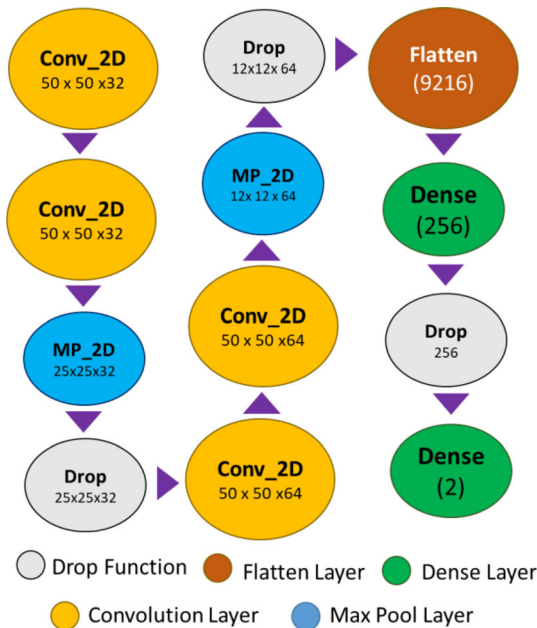 Conv_2D
50 x 50 x32
Conv_2D
50 x 50 x32
MP_2D
25x25x32
Drop
25x25x32
Conv_2D
50 x 50 x64
Conv_2D
50 x 50 x64
MP_2D
12x 12 x 64
Drop
12x12x 64
Flatten
(9216)
Dense
(256)
Drop
256
Dense
(2)
Drop Function
Flatten Layer
Dense Layer
Convolution Layer
Max Pool Layer